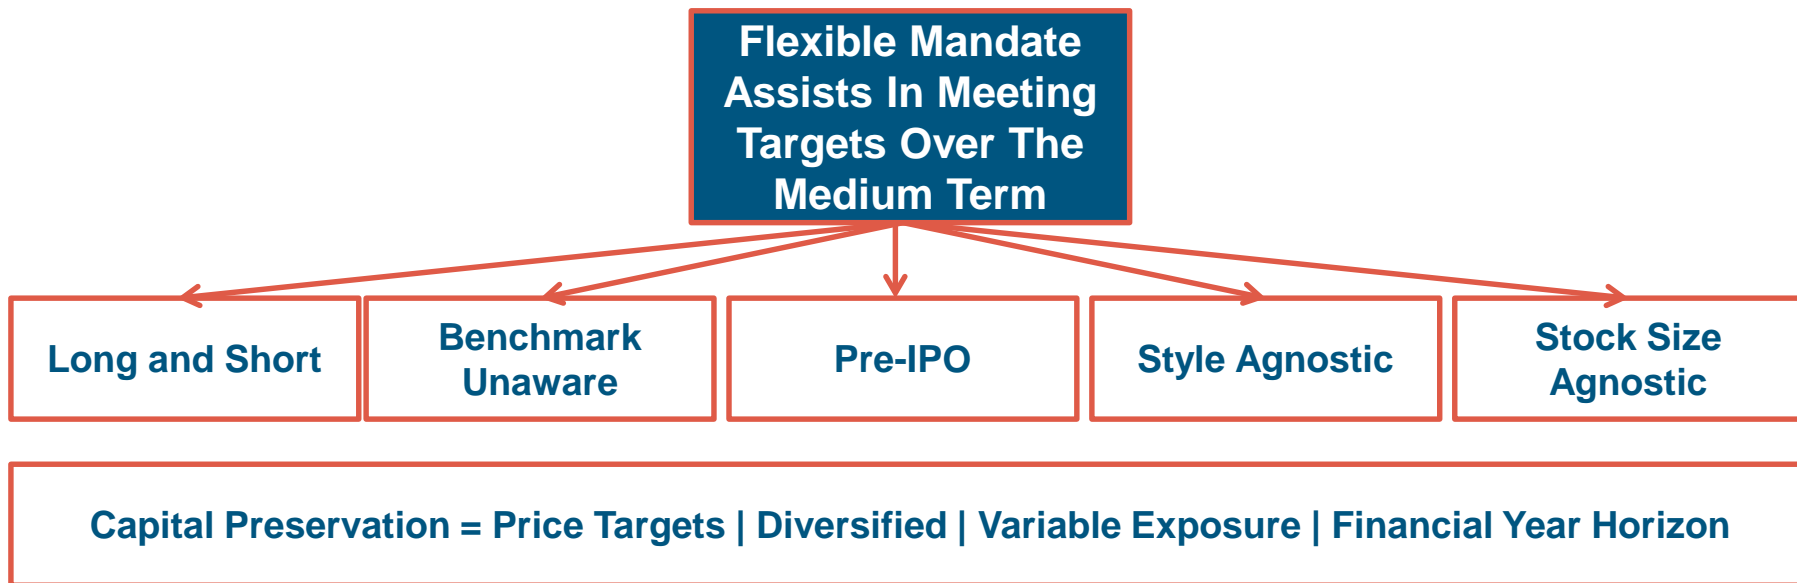 Flexible Mandate
Assists In Meeting
Targets Over The
Medium Term
Long and Short
Benchmark
Unaware
Pre-IPO
Style Agnostic
Stock Size
Agnostic
Capital Preservation = Price Targets | Diversified | Variable Exposure | Financial Year Horizon